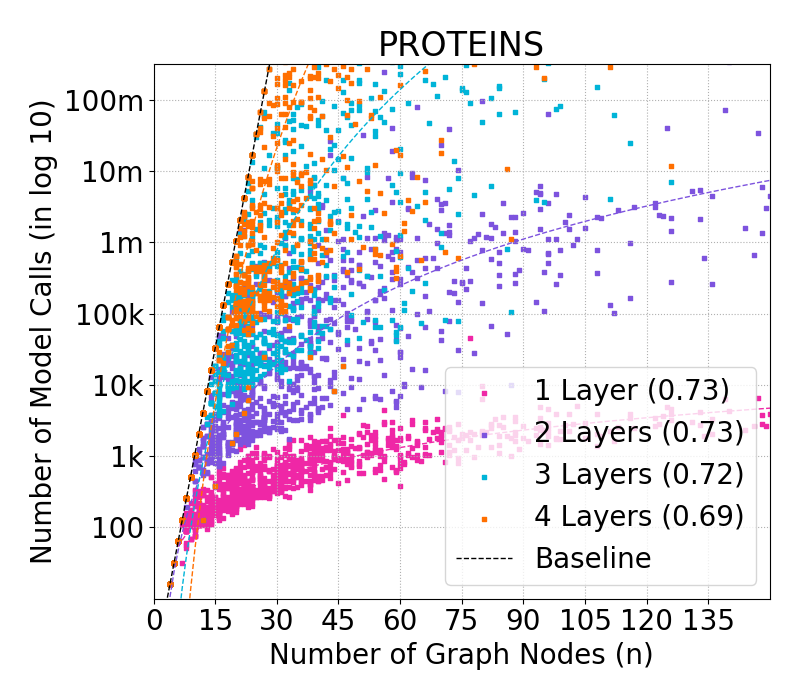 PROTEINS
Number of Model Calls (in log 10)
100m
10m
1m
100k
10k
1k
100
1 Layer (0.73)
2 Layers (0.73)
3 Layers (0.72)
4 Layers (0.69)
Baseline
0 15 30 45 60 75 90 105 120 135
Number of Graph Nodes (n)